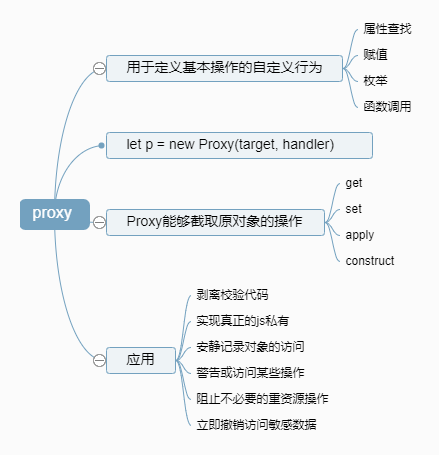 proxy
用于定义基本操作的自定义行为
属性查找
赋值
枚举
函数调用
let p = new Proxy(target, handler)
Proxy能够截取原对象的操作
get
set
apply
construct
应用
剥离校验代码
实现真正的js私有
安静记录对象的访问
警告或访问某些操作
阻止不必要的重资源操作
立即撤销访问敏感数据